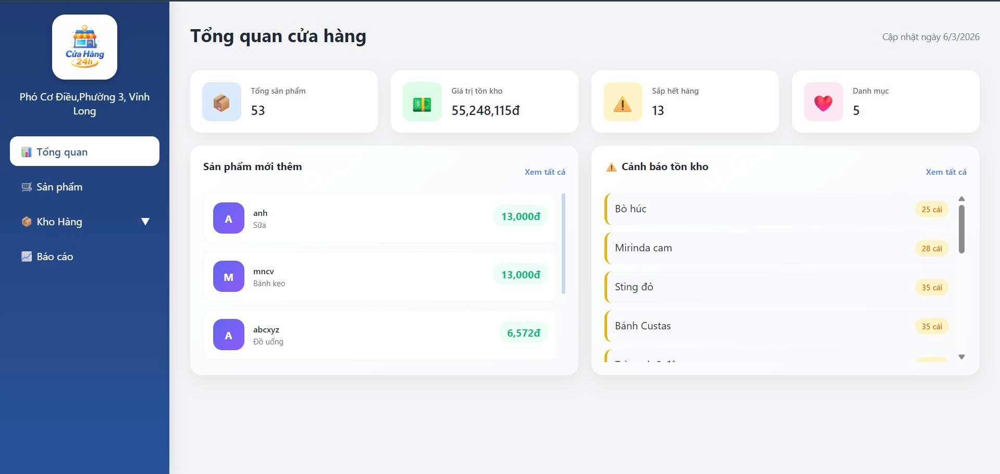 Cửa Hàng
24h
Phó Cơ Điều,Phường 3, Vĩnh
Long
Tổng quan
Sản phẩm
Kho Hàng
Báo cáo
Tổng quan cửa hàng
Cập nhật ngày 6/3/2026
Tổng sản phẩm
53
Giá trị tồn kho
55,248,115đ
Sắp hết hàng
13
Danh mục
5
Sản phẩm mới thêm
Xem tất cả
A
anh
Sữa
13,000đ
M
mncv
Bánh kẹo
13,000đ
A
abcxyz
Đồ uống
6,572đ
Cảnh báo tồn kho
Xem tất cả
Bò húc
25 cái
Mirinda cam
28 cái
Sting đỏ
35 cái
Bánh Custas
35 cái